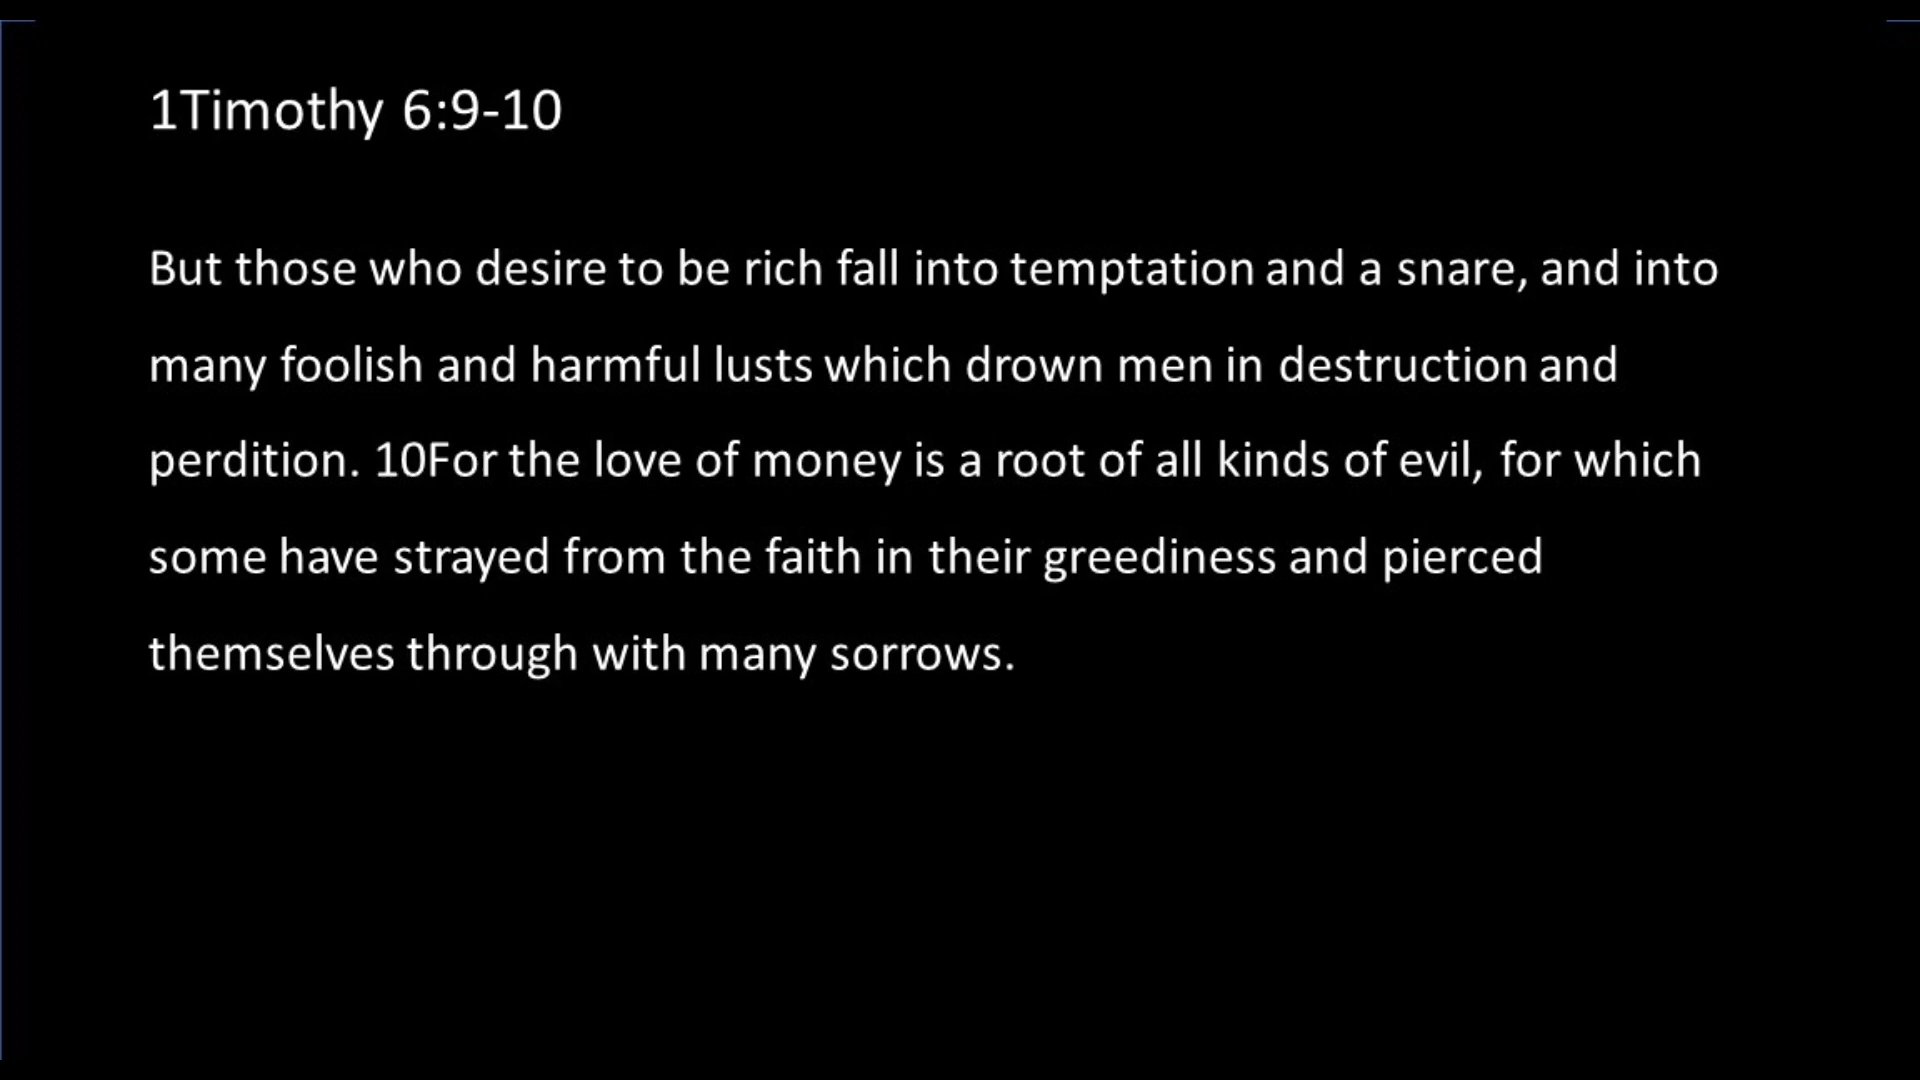 1Timothy 6:9-10
But those who desire to be rich fall into temptation and a snare, and into
many foolish and harmful lusts which drown men in destruction and
perdition. 10For the love of money is a root of all kinds of evil, for which
some have strayed from the faith in their greediness and pierced
themselves through with many sorrows.